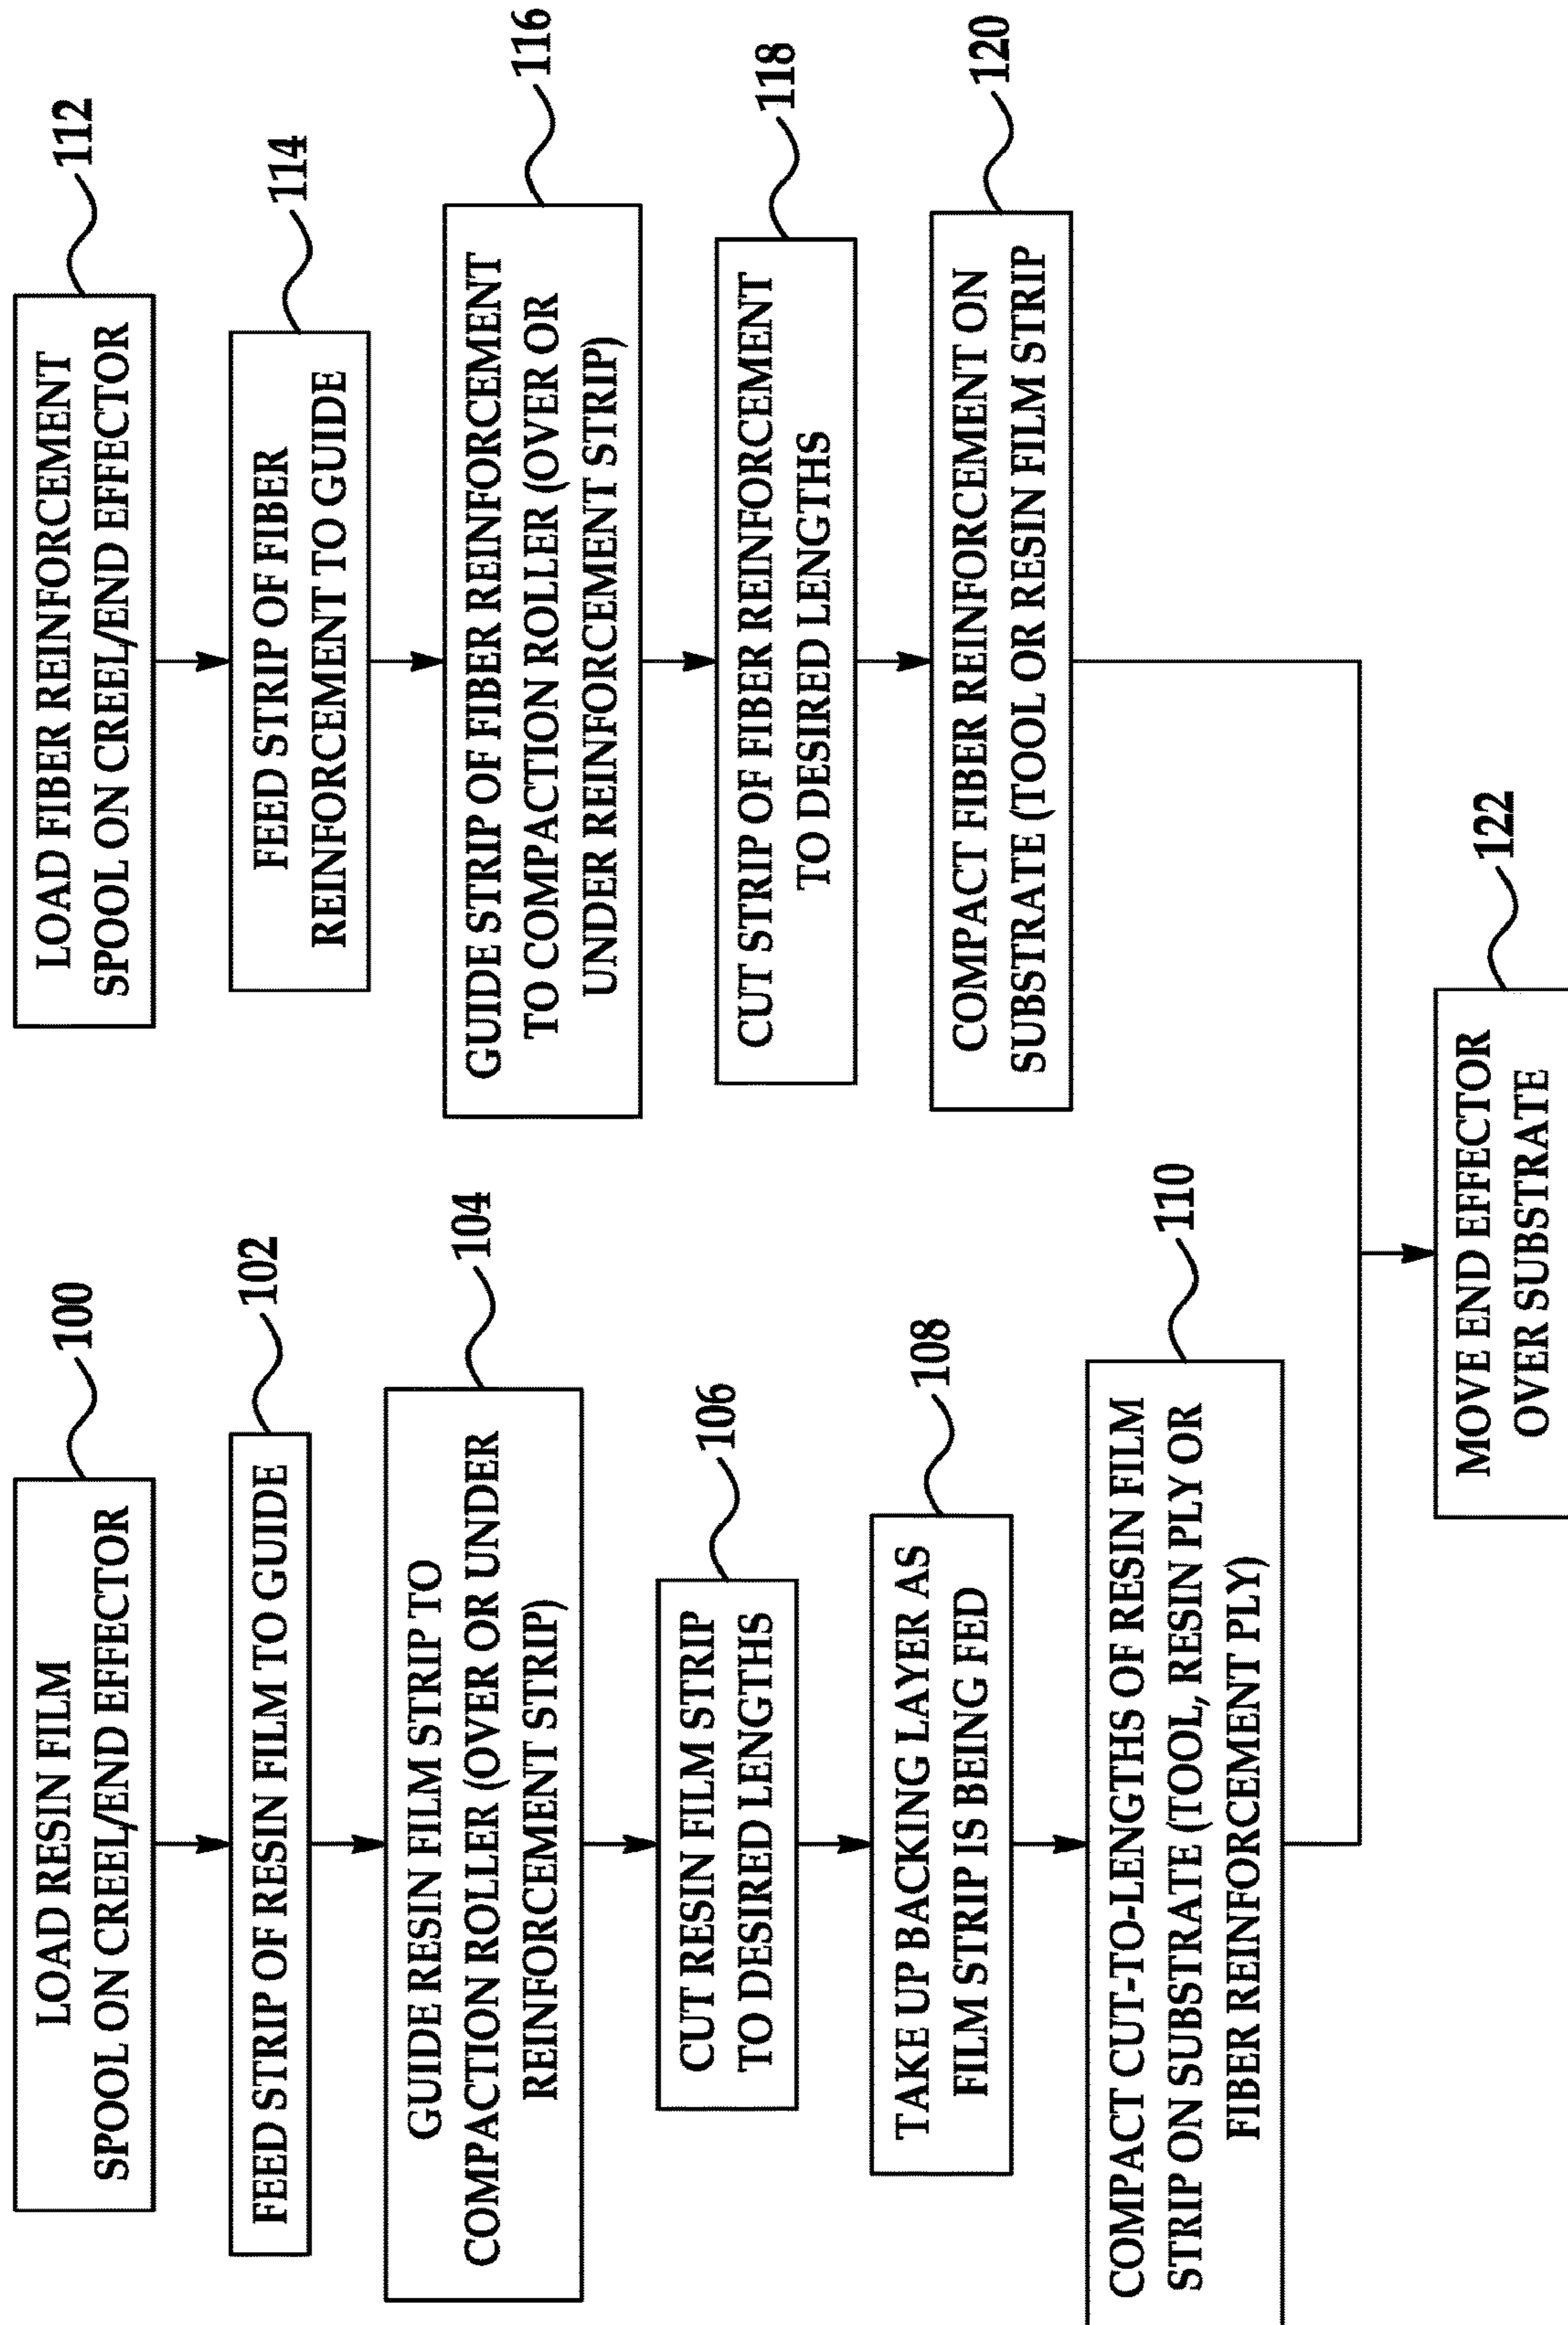 100
LOAD RESIN FILM
SPOOL ON CREEL/END EFFECTOR
102
FEED STRIP OF RESIN FILM TO GUIDE
104
GUIDE RESIN FILM STRIP TO
COMPACTION ROLLER (OVER OR UNDER
REINFORCEMENT STRIP)
106
CUT RESIN FILM STRIP
TO DESIRED LENGTHS
108
TAKE UP BACKING LAYER AS
FILM STRIP IS BEING FED
110
COMPACT CUT-TO-LENGTHS OF RESIN FILM
STRIP ON SUBSTRATE (TOOL, RESIN PLY OR
FIBER REINFORCEMENT PLY)
112
LOAD FIBER REINFORCEMENT
SPOOL ON CREEL/END EFFECTOR
114
FEED STRIP OF FIBER
REINFORCEMENT TO GUIDE
116
GUIDE STRIP OF FIBER REINFORCEMENT
TO COMPACTION ROLLER (OVER OR
UNDER REINFORCEMENT STRIP)
118
CUT STRIP OF FIBER REINFORCEMENT
TO DESIRED LENGTHS
120
COMPACT FIBER REINFORCEMENT ON
SUBSTRATE (TOOL OR RESIN FILM STRIP
122
MOVE END EFFECTOR
OVER SUBSTRATE